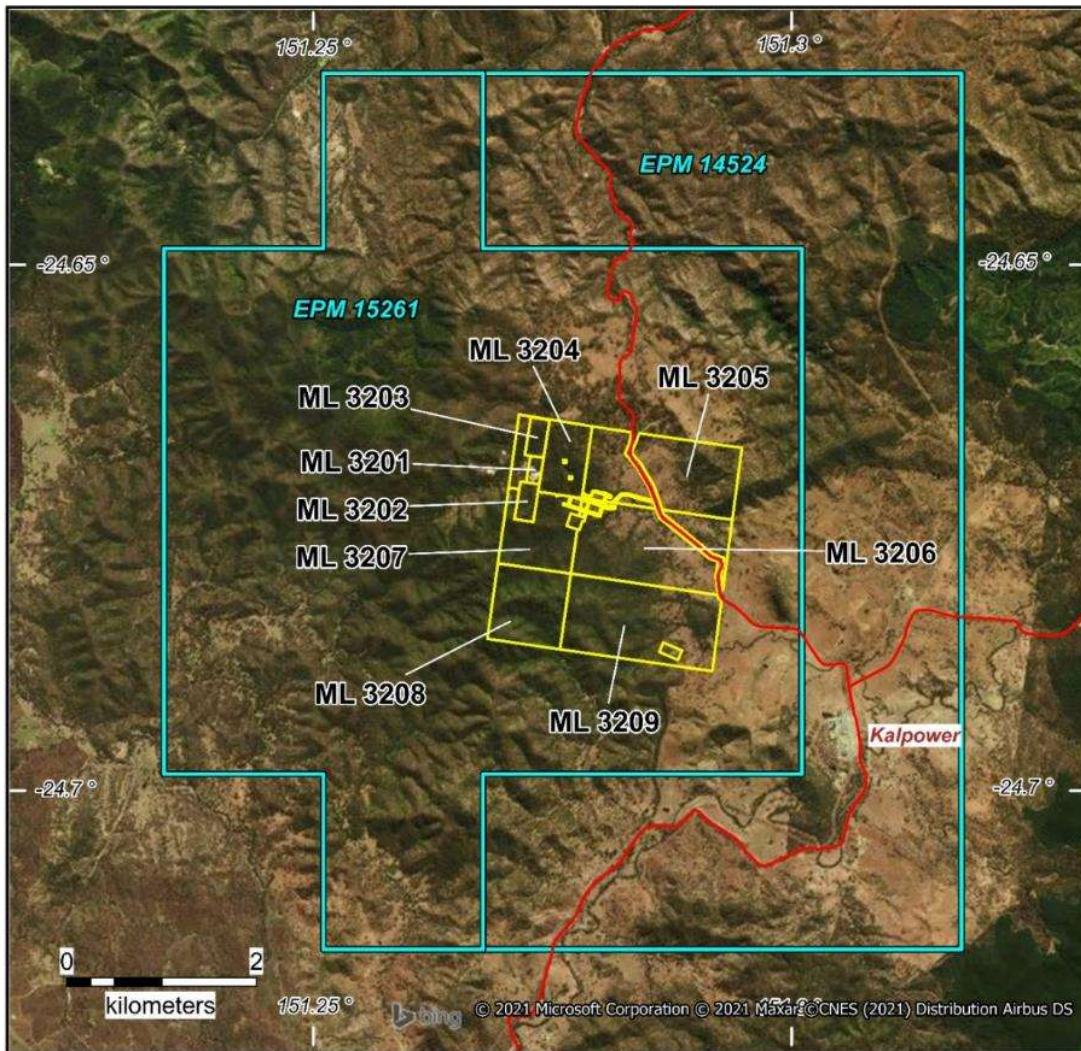 151.25 °
151.3 °
EPM 14524
-24.65 °
-24.65 °
EPM 15261
ML 3204
ML 3205
ML 3203
ML 3201
ML 3202
ML 3207
ML 3206
ML 3208
ML 3209
Kalpower
-24.7 °
-24.7 °
0 2
kilometers
151.25 °
bing
© 2021 Microsoft Corporation © 2021 Maxar ©CNES (2021) Distribution Airbus DS